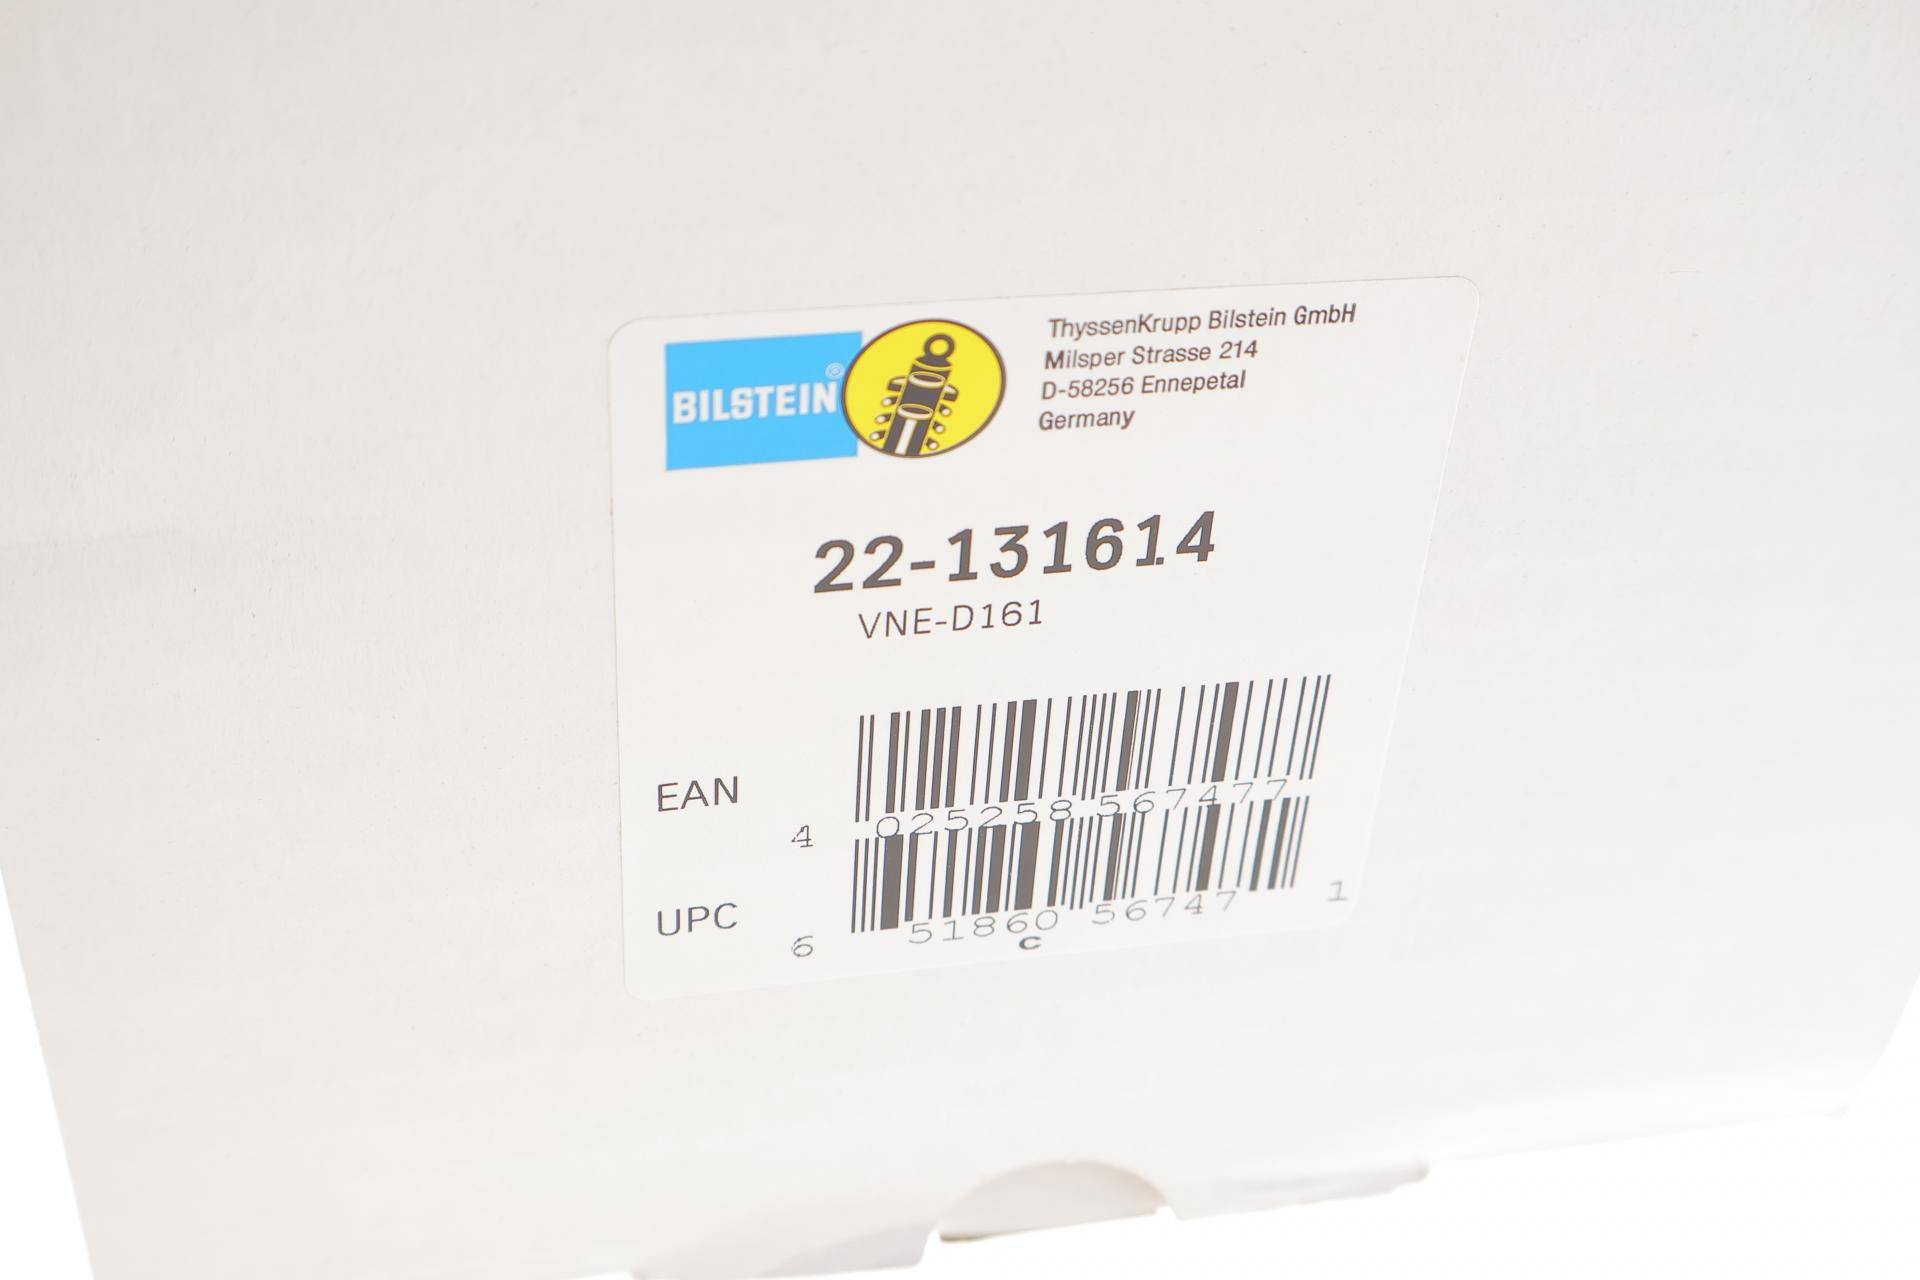 BILSTEIN®
ThyssenKrupp Bilstein GmbH
Milsper Strasse 214
D-58256 Ennepetal
Germany
22-131614
VNE-D161
EAN
4 025258 567477
UPC
6 51860 56747 1
C